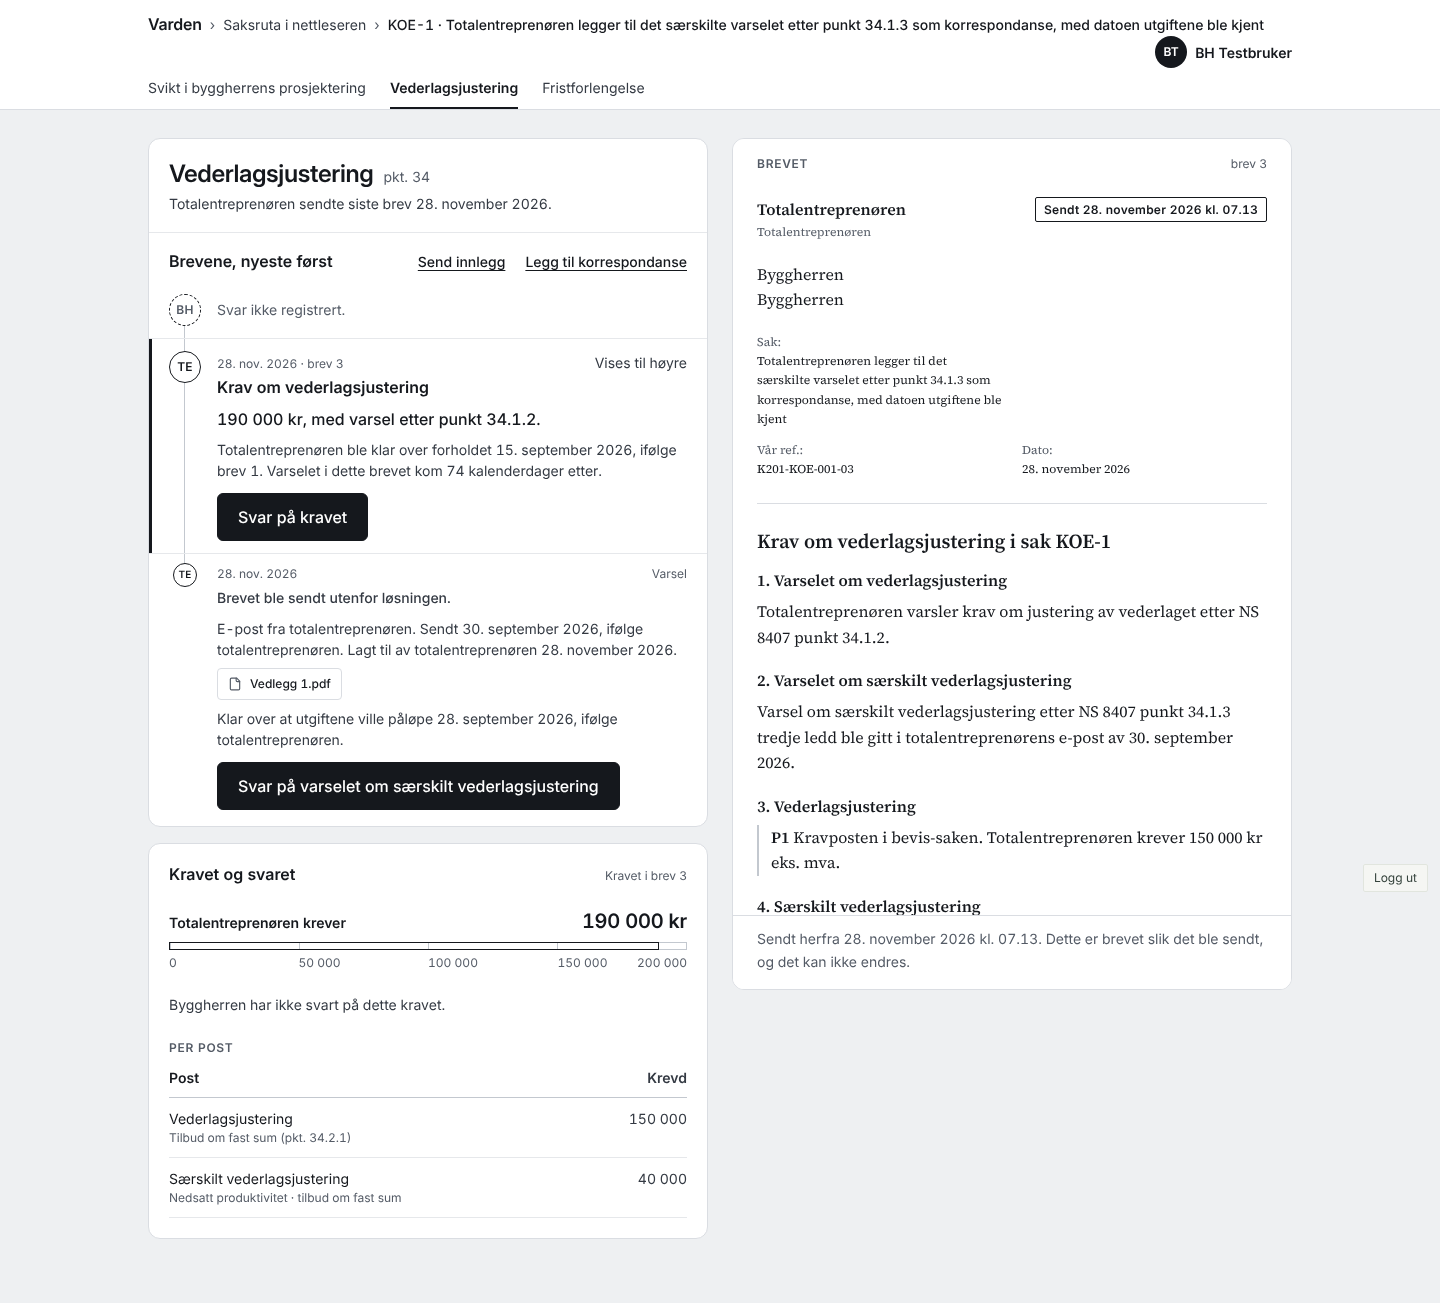 Varden › Saksruta i nettleseren › KOE-1 · Totalentreprenøren legger til det særskilte varselet etter punkt 34.1.3 som korrespondanse, med datoen utgiftene ble kjent
BT BH Testbruker
Svikt i byggherrens prosjektering Vederlagsjustering Fristforlengelse
Vederlagsjustering pkt. 34
Totalentreprenøren sendte siste brev 28. november 2026.
Brevene, nyeste først Send innlegg Legg til korrespondanse
BH Svar ikke registrert.
TE 28. nov. 2026 · brev 3 Vises til høyre
Krav om vederlagsjustering
190 000 kr, med varsel etter punkt 34.1.2.
Totalentreprenøren ble klar over forholdet 15. september 2026, ifølge
brev 1. Varselet i dette brevet kom 74 kalenderdager etter.
Svar på kravet
TE 28. nov. 2026 Varsel
Brevet ble sendt utenfor løsningen.
E-post fra totalentreprenøren. Sendt 30. september 2026, ifølge
totalentreprenøren. Lagt til av totalentreprenøren 28. november 2026.
Vedlegg 1.pdf
Klar over at utgiftene ville påløpe 28. september 2026, ifølge
totalentreprenøren.
Svar på varselet om særskilt vederlagsjustering
Kravet og svaret Kravet i brev 3
Totalentreprenøren krever 190 000 kr
0 50 000 100 000 150 000 200 000
Byggherren har ikke svart på dette kravet.
PER POST
Post Krevd
Vederlagsjustering 150 000
Tilbud om fast sum (pkt. 34.2.1)
Særskilt vederlagsjustering 40 000
Nedsatt produktivitet · tilbud om fast sum
BREVET brev 3
Totalentreprenøren Sendt 28. november 2026 kl. 07.13
Totalentreprenøren
Byggherren
Byggherren
Sak:
Totalentreprenøren legger til det
særskilte varselet etter punkt 34.1.3 som
korrespondanse, med datoen utgiftene ble
kjent
Vår ref.: Dato:
K201-KOE-001-03 28. november 2026
Krav om vederlagsjustering i sak KOE-1
1. Varselet om vederlagsjustering
Totalentreprenøren varsler krav om justering av vederlaget etter NS
8407 punkt 34.1.2.
2. Varselet om særskilt vederlagsjustering
Varsel om særskilt vederlagsjustering etter NS 8407 punkt 34.1.3
tredje ledd ble gitt i totalentreprenørens e-post av 30. september
2026.
3. Vederlagsjustering
P1 Kravposten i bevis-saken. Totalentreprenøren krever 150 000 kr
eks. mva.
4. Særskilt vederlagsjustering
Sendt herfra 28. november 2026 kl. 07.13. Dette er brevet slik det ble sendt,
og det kan ikke endres.
Logg ut